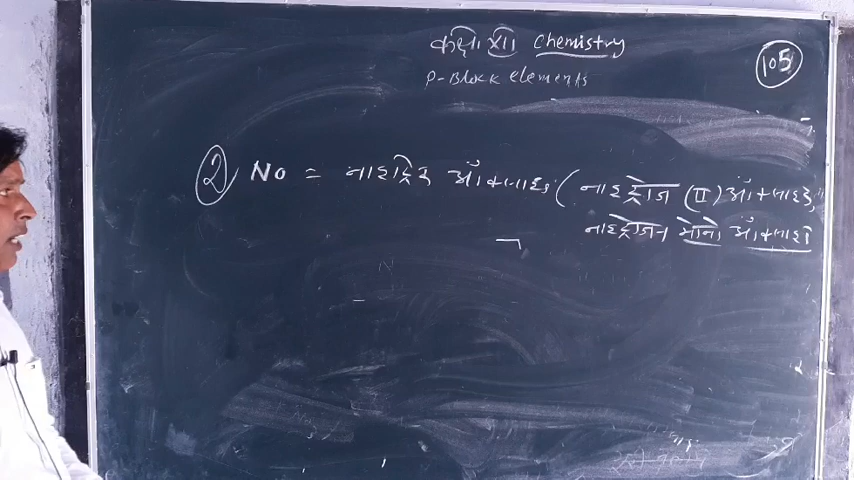 कक्षा XII Chemistry
105
P-Block elements
② NO = नाइट्रिक ऑक्साइड (नाइट्रोजन (II) ऑक्साइड,
नाइट्रोजन मोनो ऑक्साइड